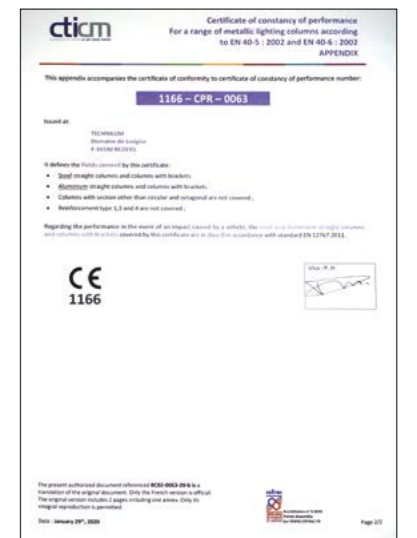 cticm
Certificate of constancy of performance
For a range of metallic lighting columns according
to EN 40-5 : 2002 and EN 40-6 : 2002
APPENDIX
This appendix accompanies the certificate of conformity to certificate of constancy of performance number:
1166 – CPR – 0063
Issued at:
TECHNILUM
Domaine de Lézigno
F-34500 BEZIERS
It defines the Fields covered by this certificate:
• Steel straight columns and columns with brackets
• Aluminium straight columns and columns with brackets
• Columns with section other than circular and octagonal are not covered ;
• Reinforcement type 1,3 and 4 are not covered ;
Regarding the performance in the event of an impact caused by a vehicle, the steel and aluminium straight columns
and columns with brackets covered by this certificate are in class 0 in accordance with standard EN 12767:2011.
CE
1166
Visa : P. H.
The present authorized document referenced RC02-0063-20-6 is a
translation of the original document. Only the French version is official.
The original version includes 2 pages including one annex. Only its
integral reproduction is permitted.
Date : January 29th, 2020
cofrac
Page 2/2